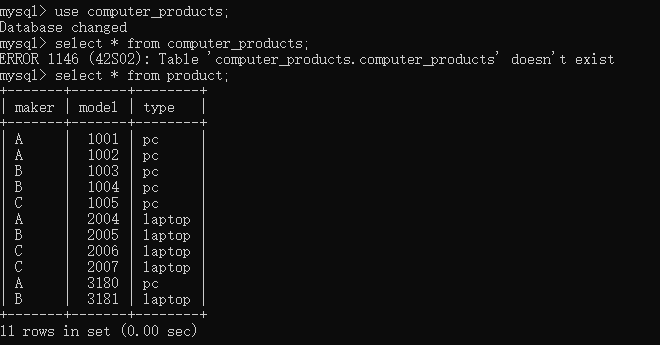 mysql> use computer_products;
Database changed
mysql> select * from computer_products;
ERROR 1146 (42S02): Table 'computer_products.computer_products' doesn't exist
mysql> select * from product;
+-------+-------+--------+
| maker | model | type   |
+-------+-------+--------+
| A     |  1001 | pc     |
| A     |  1002 | pc     |
| B     |  1003 | pc     |
| B     |  1004 | pc     |
| C     |  1005 | pc     |
| A     |  2004 | laptop |
| B     |  2005 | laptop |
| C     |  2006 | laptop |
| C     |  2007 | laptop |
| A     |  3180 | pc     |
| B     |  3181 | laptop |
+-------+-------+--------+
11 rows in set (0.00 sec)